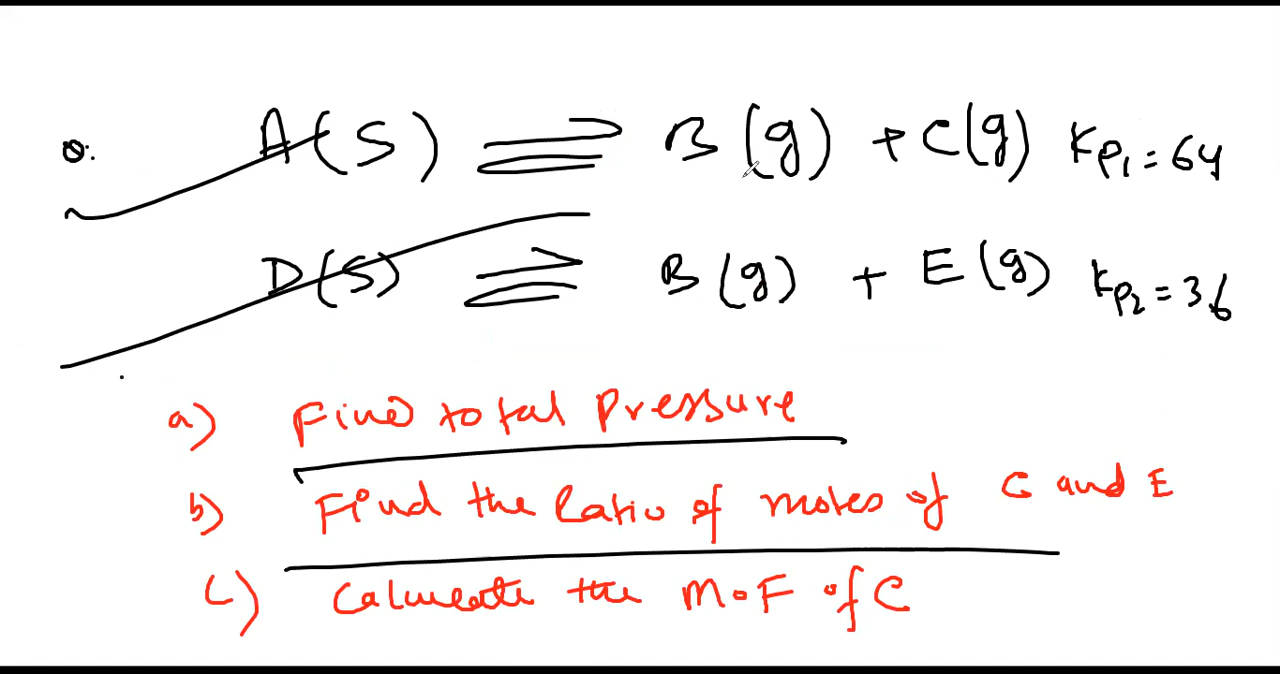 Q. A(S) ⇌ B(g) + C(g) Kp1 = 64
D(S) ⇌ B(g) + E(g) Kp2 = 36
a) Find total Pressure
b) Find the Ratio of moles of C and E
c) Calculate the M.F of C